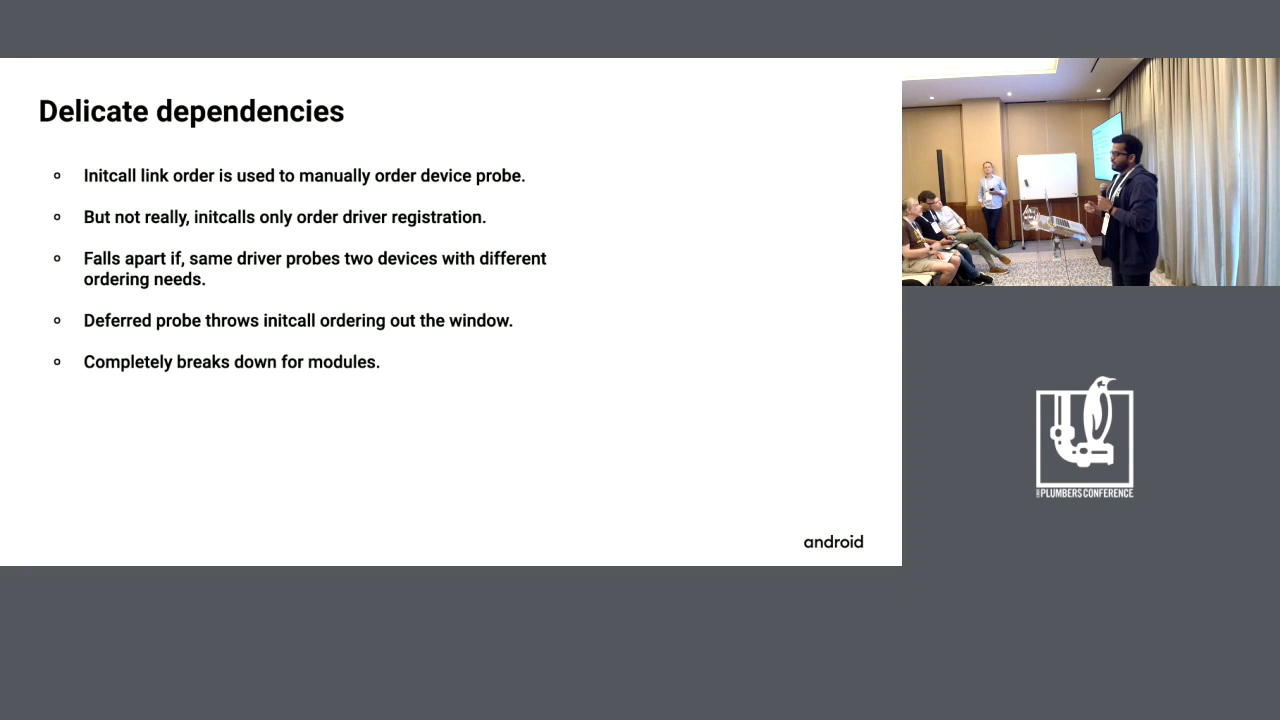 Delicate dependencies
Initcall link order is used to manually order device probe.
But not really, initcalls only order driver registration.
Falls apart if, same driver probes two devices with different
ordering needs.
Deferred probe throws initcall ordering out the window.
Completely breaks down for modules.
android
PLUMBERS CONFERENCE